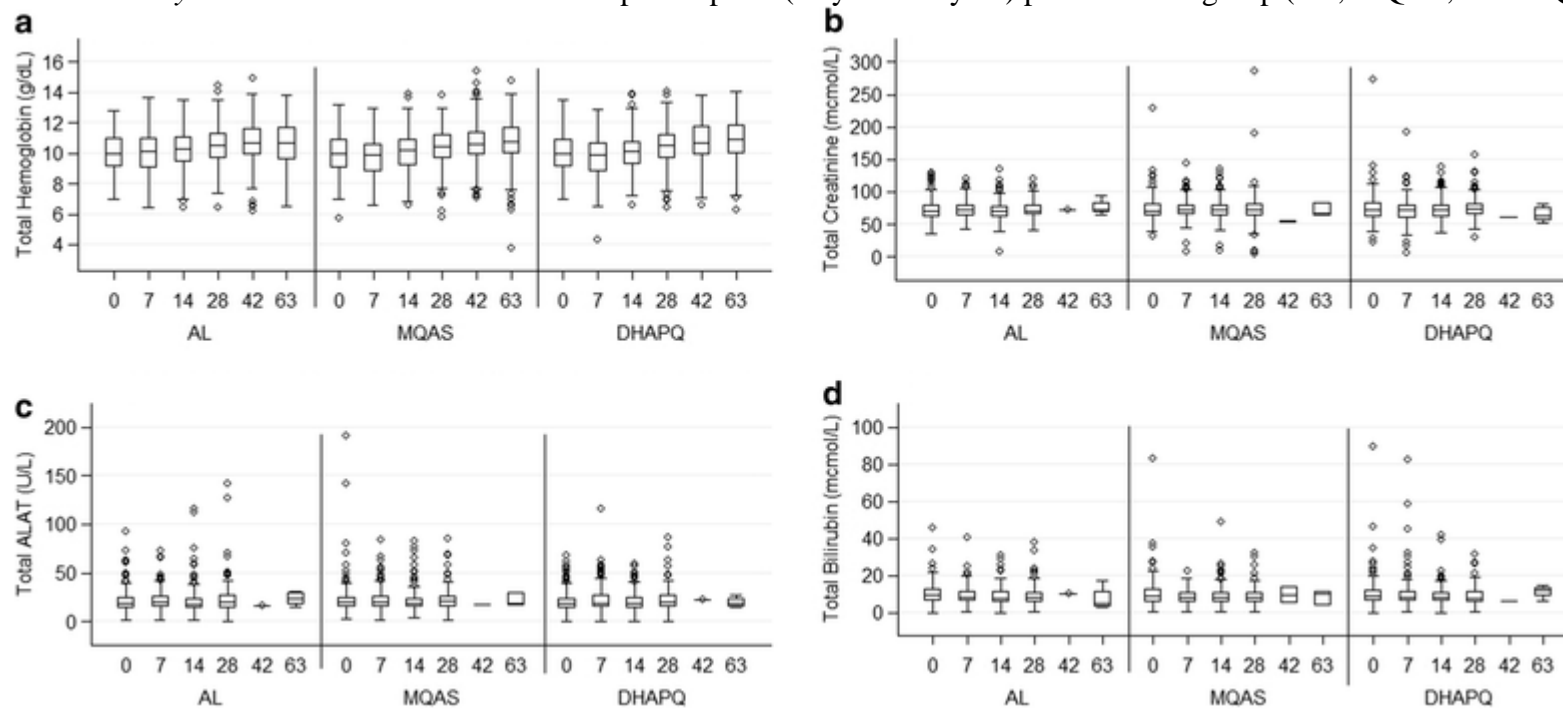 a
Total Hemoglobin (g/dL)
16
14
12
10
8
6
4
0 7 14 28 42 63 0 7 14 28 42 63 0 7 14 28 42 63
AL MQAS DHAPQ
b
Total Creatinine (mcmol/L)
300
250
200
150
100
50
0
0 7 14 28 42 63 0 7 14 28 42 63 0 7 14 28 42 63
AL MQAS DHAPQ
c
Total ALAT (U/L)
200
150
100
50
0
0 7 14 28 42 63 0 7 14 28 42 63 0 7 14 28 42 63
AL MQAS DHAPQ
d
Total Bilirubin (mcmol/L)
100
80
60
40
20
0
0 7 14 28 42 63 0 7 14 28 42 63 0 7 14 28 42 63
AL MQAS DHAPQ